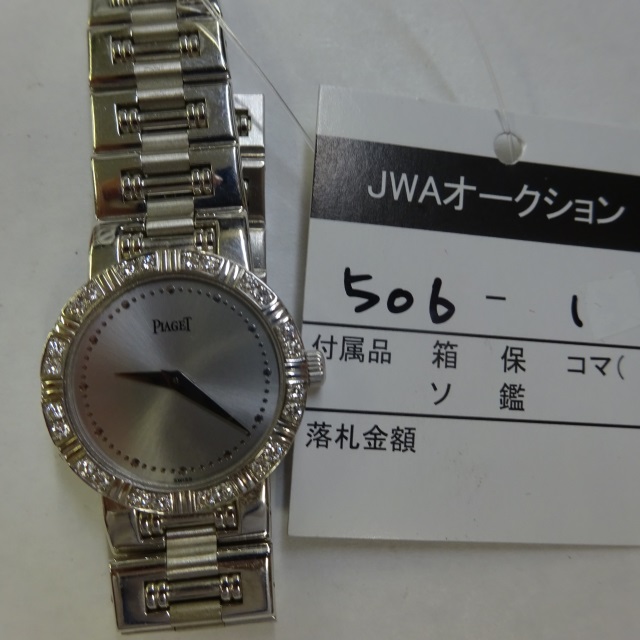 PIAGET
SWISS
JWAオークション
506 - 1
付属品 箱 保 コマ(
ソ 鑑
落札金額